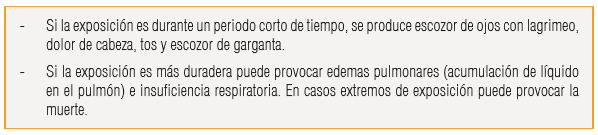 - Si la exposición es durante un periodo corto de tiempo, se produce escozor de ojos con lagrimeo,
dolor de cabeza, tos y escozor de garganta.
- Si la exposición es más duradera puede provocar edemas pulmonares (acumulación de líquido
en el pulmón) e insuficiencia respiratoria. En casos extremos de exposición puede provocar la
muerte.